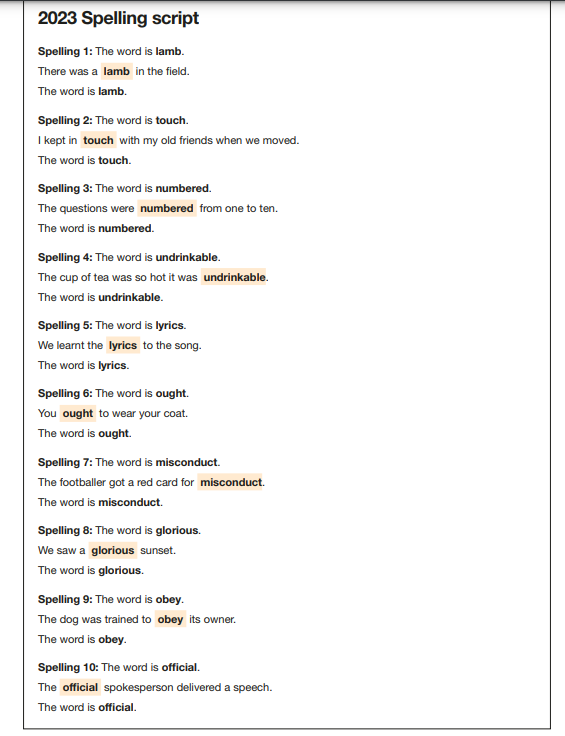 2023 Spelling script
Spelling 1: The word is lamb.
There was a lamb in the field.
The word is lamb.
Spelling 2: The word is touch.
I kept in touch with my old friends when we moved.
The word is touch.
Spelling 3: The word is numbered.
The questions were numbered from one to ten.
The word is numbered.
Spelling 4: The word is undrinkable.
The cup of tea was so hot it was undrinkable.
The word is undrinkable.
Spelling 5: The word is lyrics.
We learnt the lyrics to the song.
The word is lyrics.
Spelling 6: The word is ought.
You ought to wear your coat.
The word is ought.
Spelling 7: The word is misconduct.
The footballer got a red card for misconduct.
The word is misconduct.
Spelling 8: The word is glorious.
We saw a glorious sunset.
The word is glorious.
Spelling 9: The word is obey.
The dog was trained to obey its owner.
The word is obey.
Spelling 10: The word is official.
The official spokesperson delivered a speech.
The word is official.